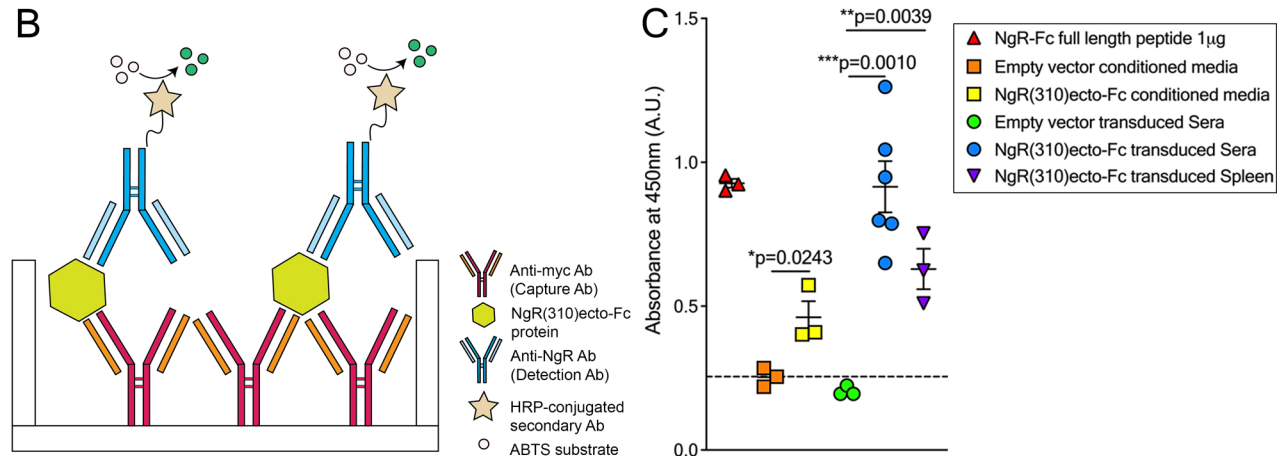 B
Anti-myc Ab
(Capture Ab)
NgR(310)ecto-Fc
protein
Anti-NgR Ab
(Detection Ab)
HRP-conjugated
secondary Ab
ABTS substrate
C
Absorbance at 450nm (A.U.)
1.5
1.0
0.5
0.0
**p=0.0039
***p=0.0010
*p=0.0243
NgR-Fc full length peptide 1μg
Empty vector conditioned media
NgR(310)ecto-Fc conditioned media
Empty vector transduced Sera
NgR(310)ecto-Fc transduced Sera
NgR(310)ecto-Fc transduced Spleen